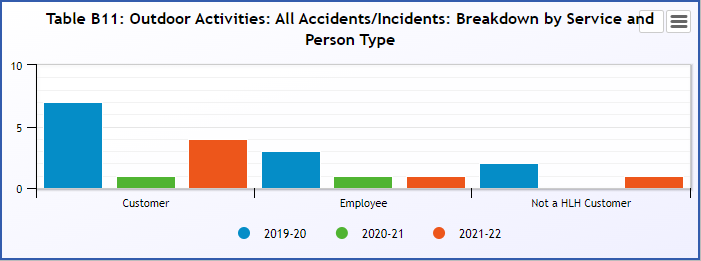 Table B11: Outdoor Activities: All Accidents/Incidents: Breakdown by Service and
Person Type
10
5
0
Customer
Employee
Not a HLH Customer
2019-20
2020-21
2021-22